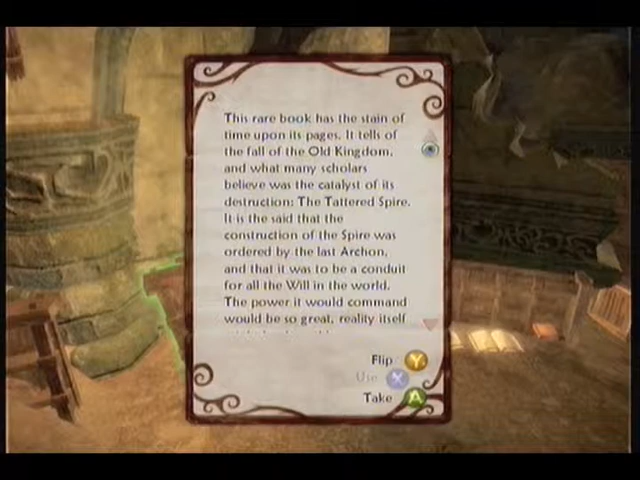 This rare book has the stain of
time upon its pages. It tells of
the fall of the Old Kingdom,
and what many scholars
believe was the catalyst of its
destruction: The Tattered Spire.
It is the said that the
construction of the Spire was
ordered by the last Archon,
and that it was to be a conduit
for all the Will in the world.
The power it would command
would be so great, reality itself
Flip Y
Use X
Take A